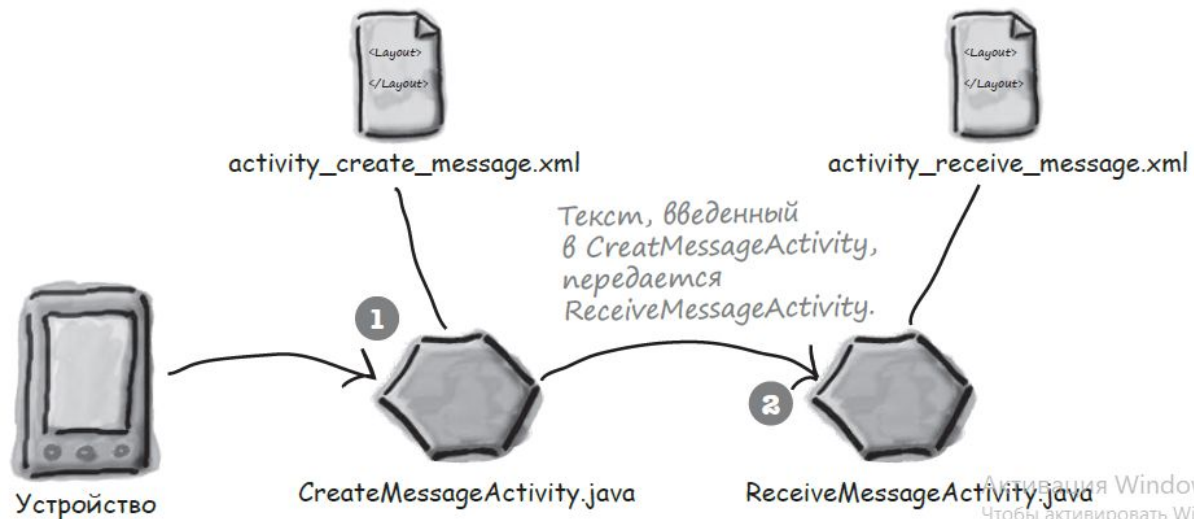 <Layout>
</Layout>
<Layout>
</Layout>
activity_create_message.xml
activity_receive_message.xml
Текст, введенный
в CreatMessageActivity,
передается
ReceiveMessageActivity.
1
2
Устройство
CreateMessageActivity.java
ReceiveMessageActivity.java
Активация Window
Чтобы активировать Wi